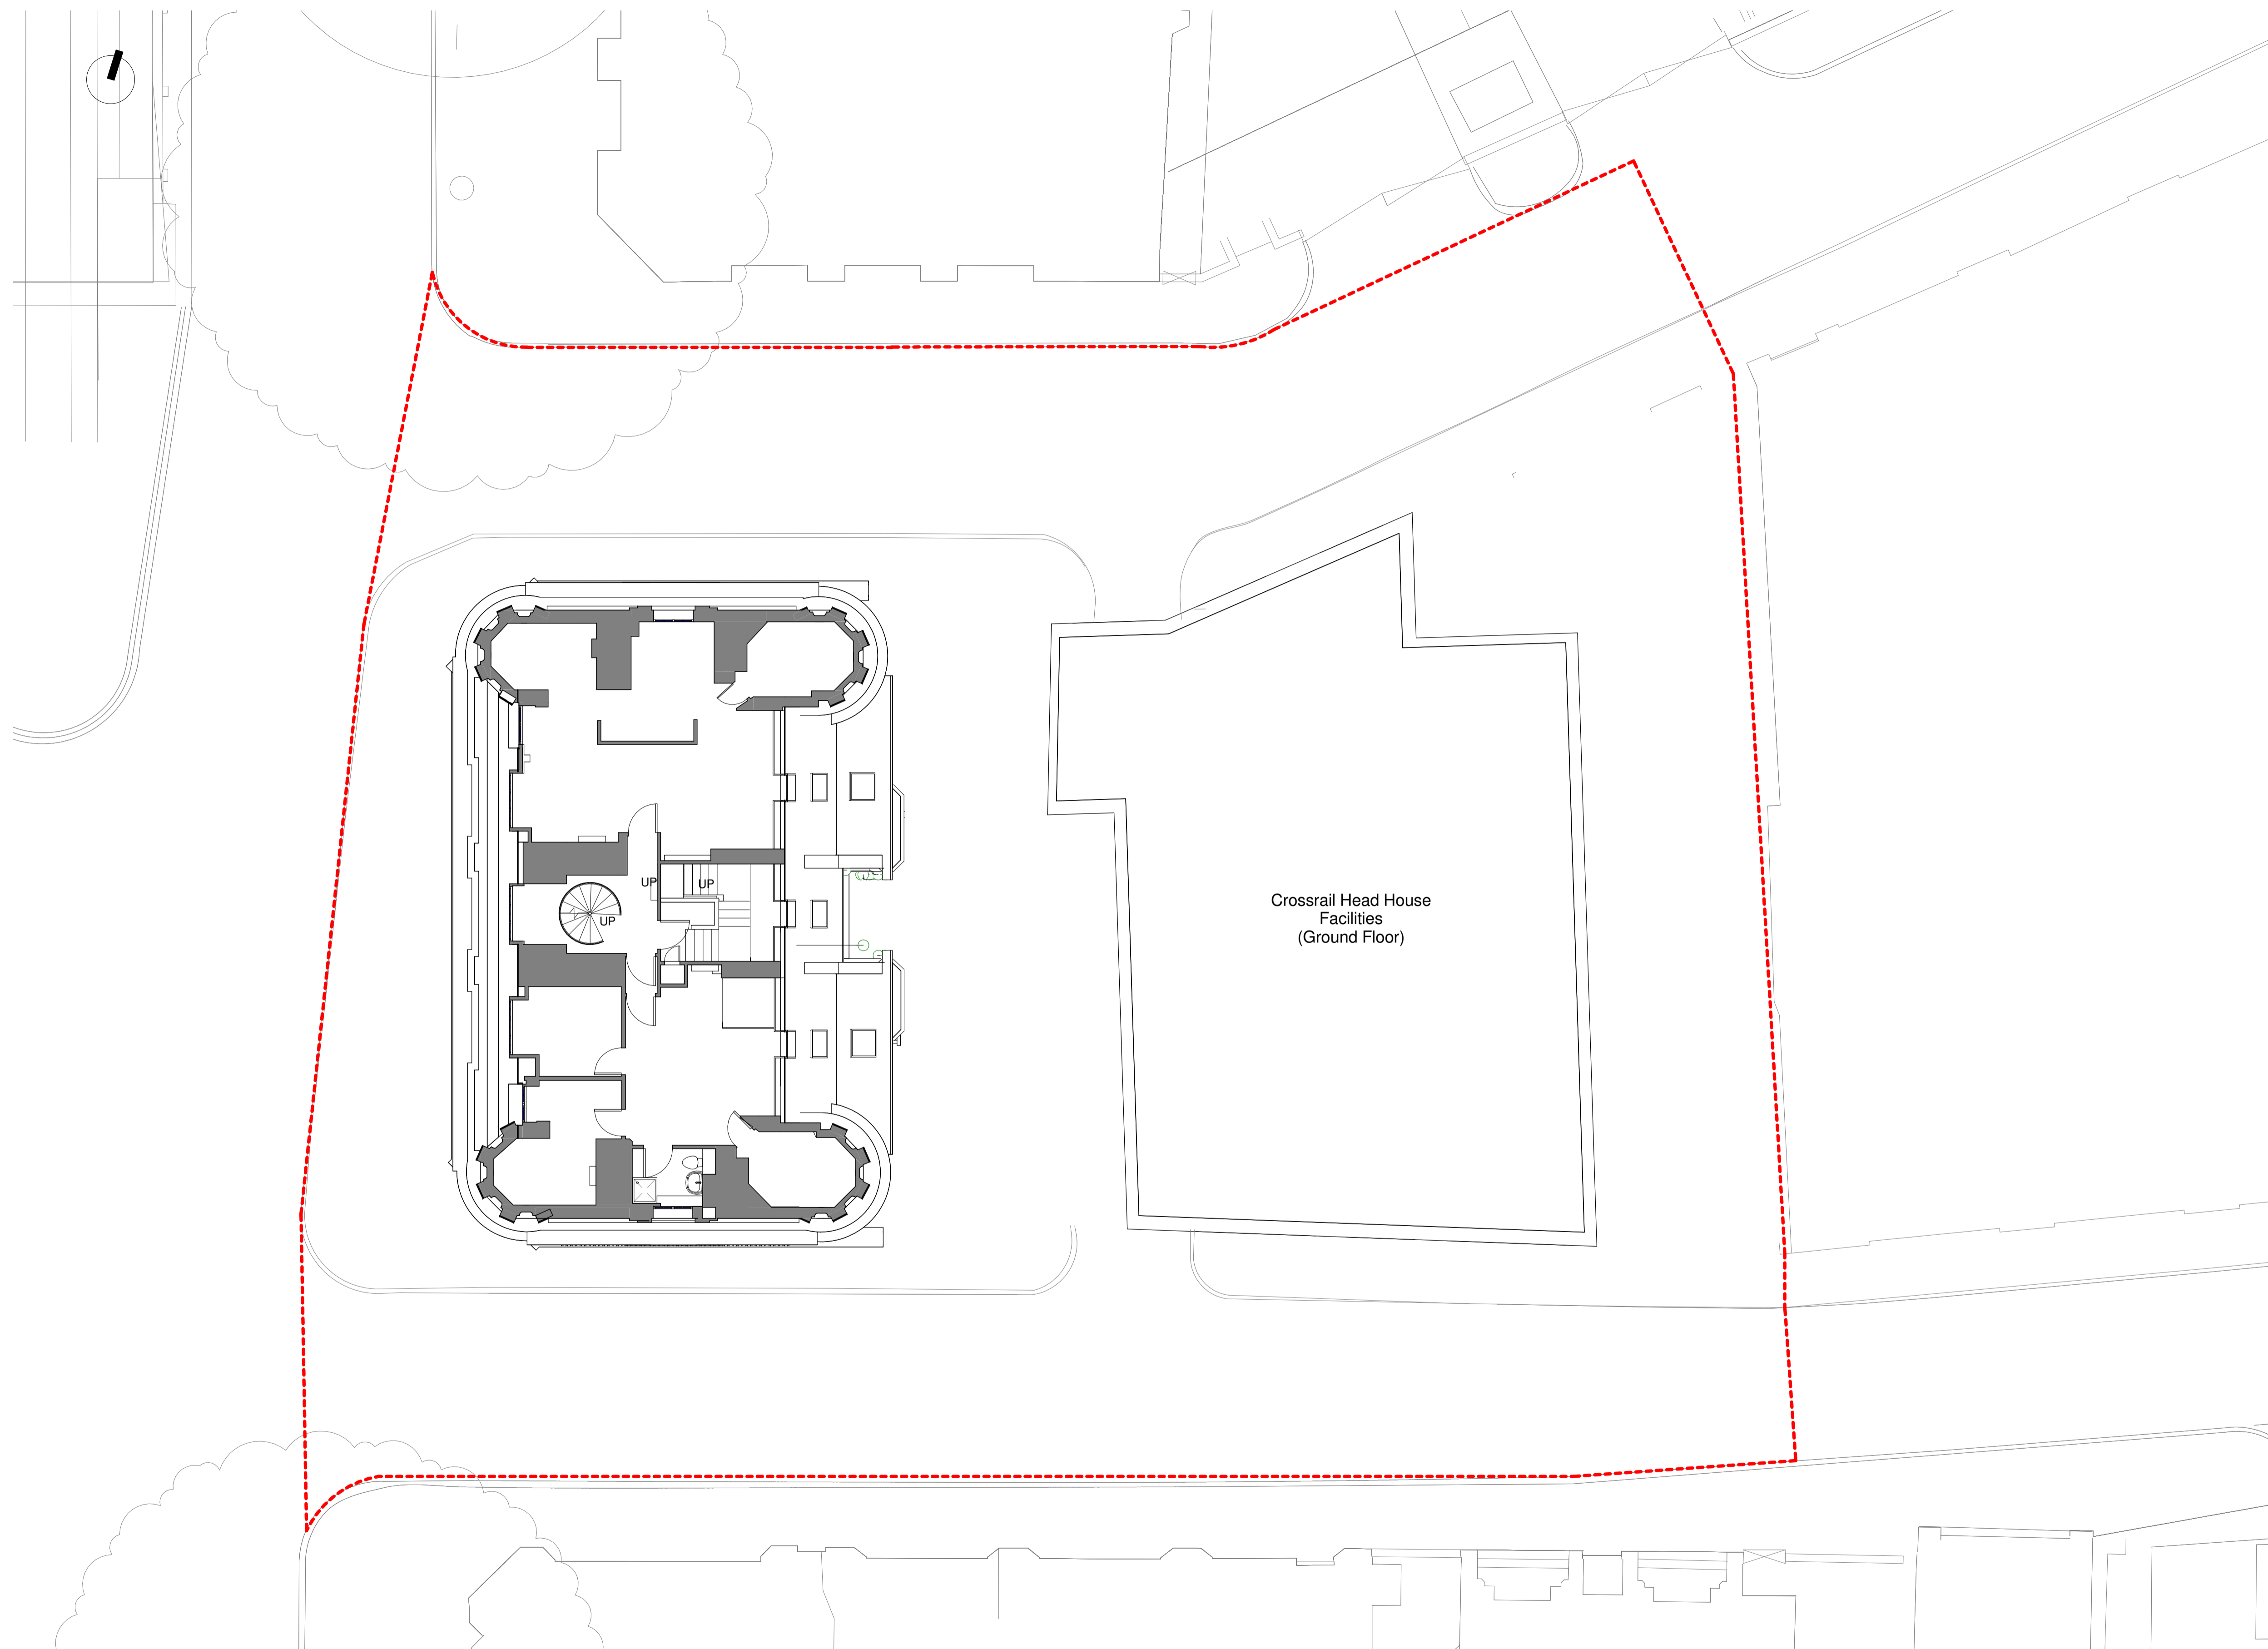 UP
UP
UP
Crossrail Head House
Facilities
(Ground Floor)